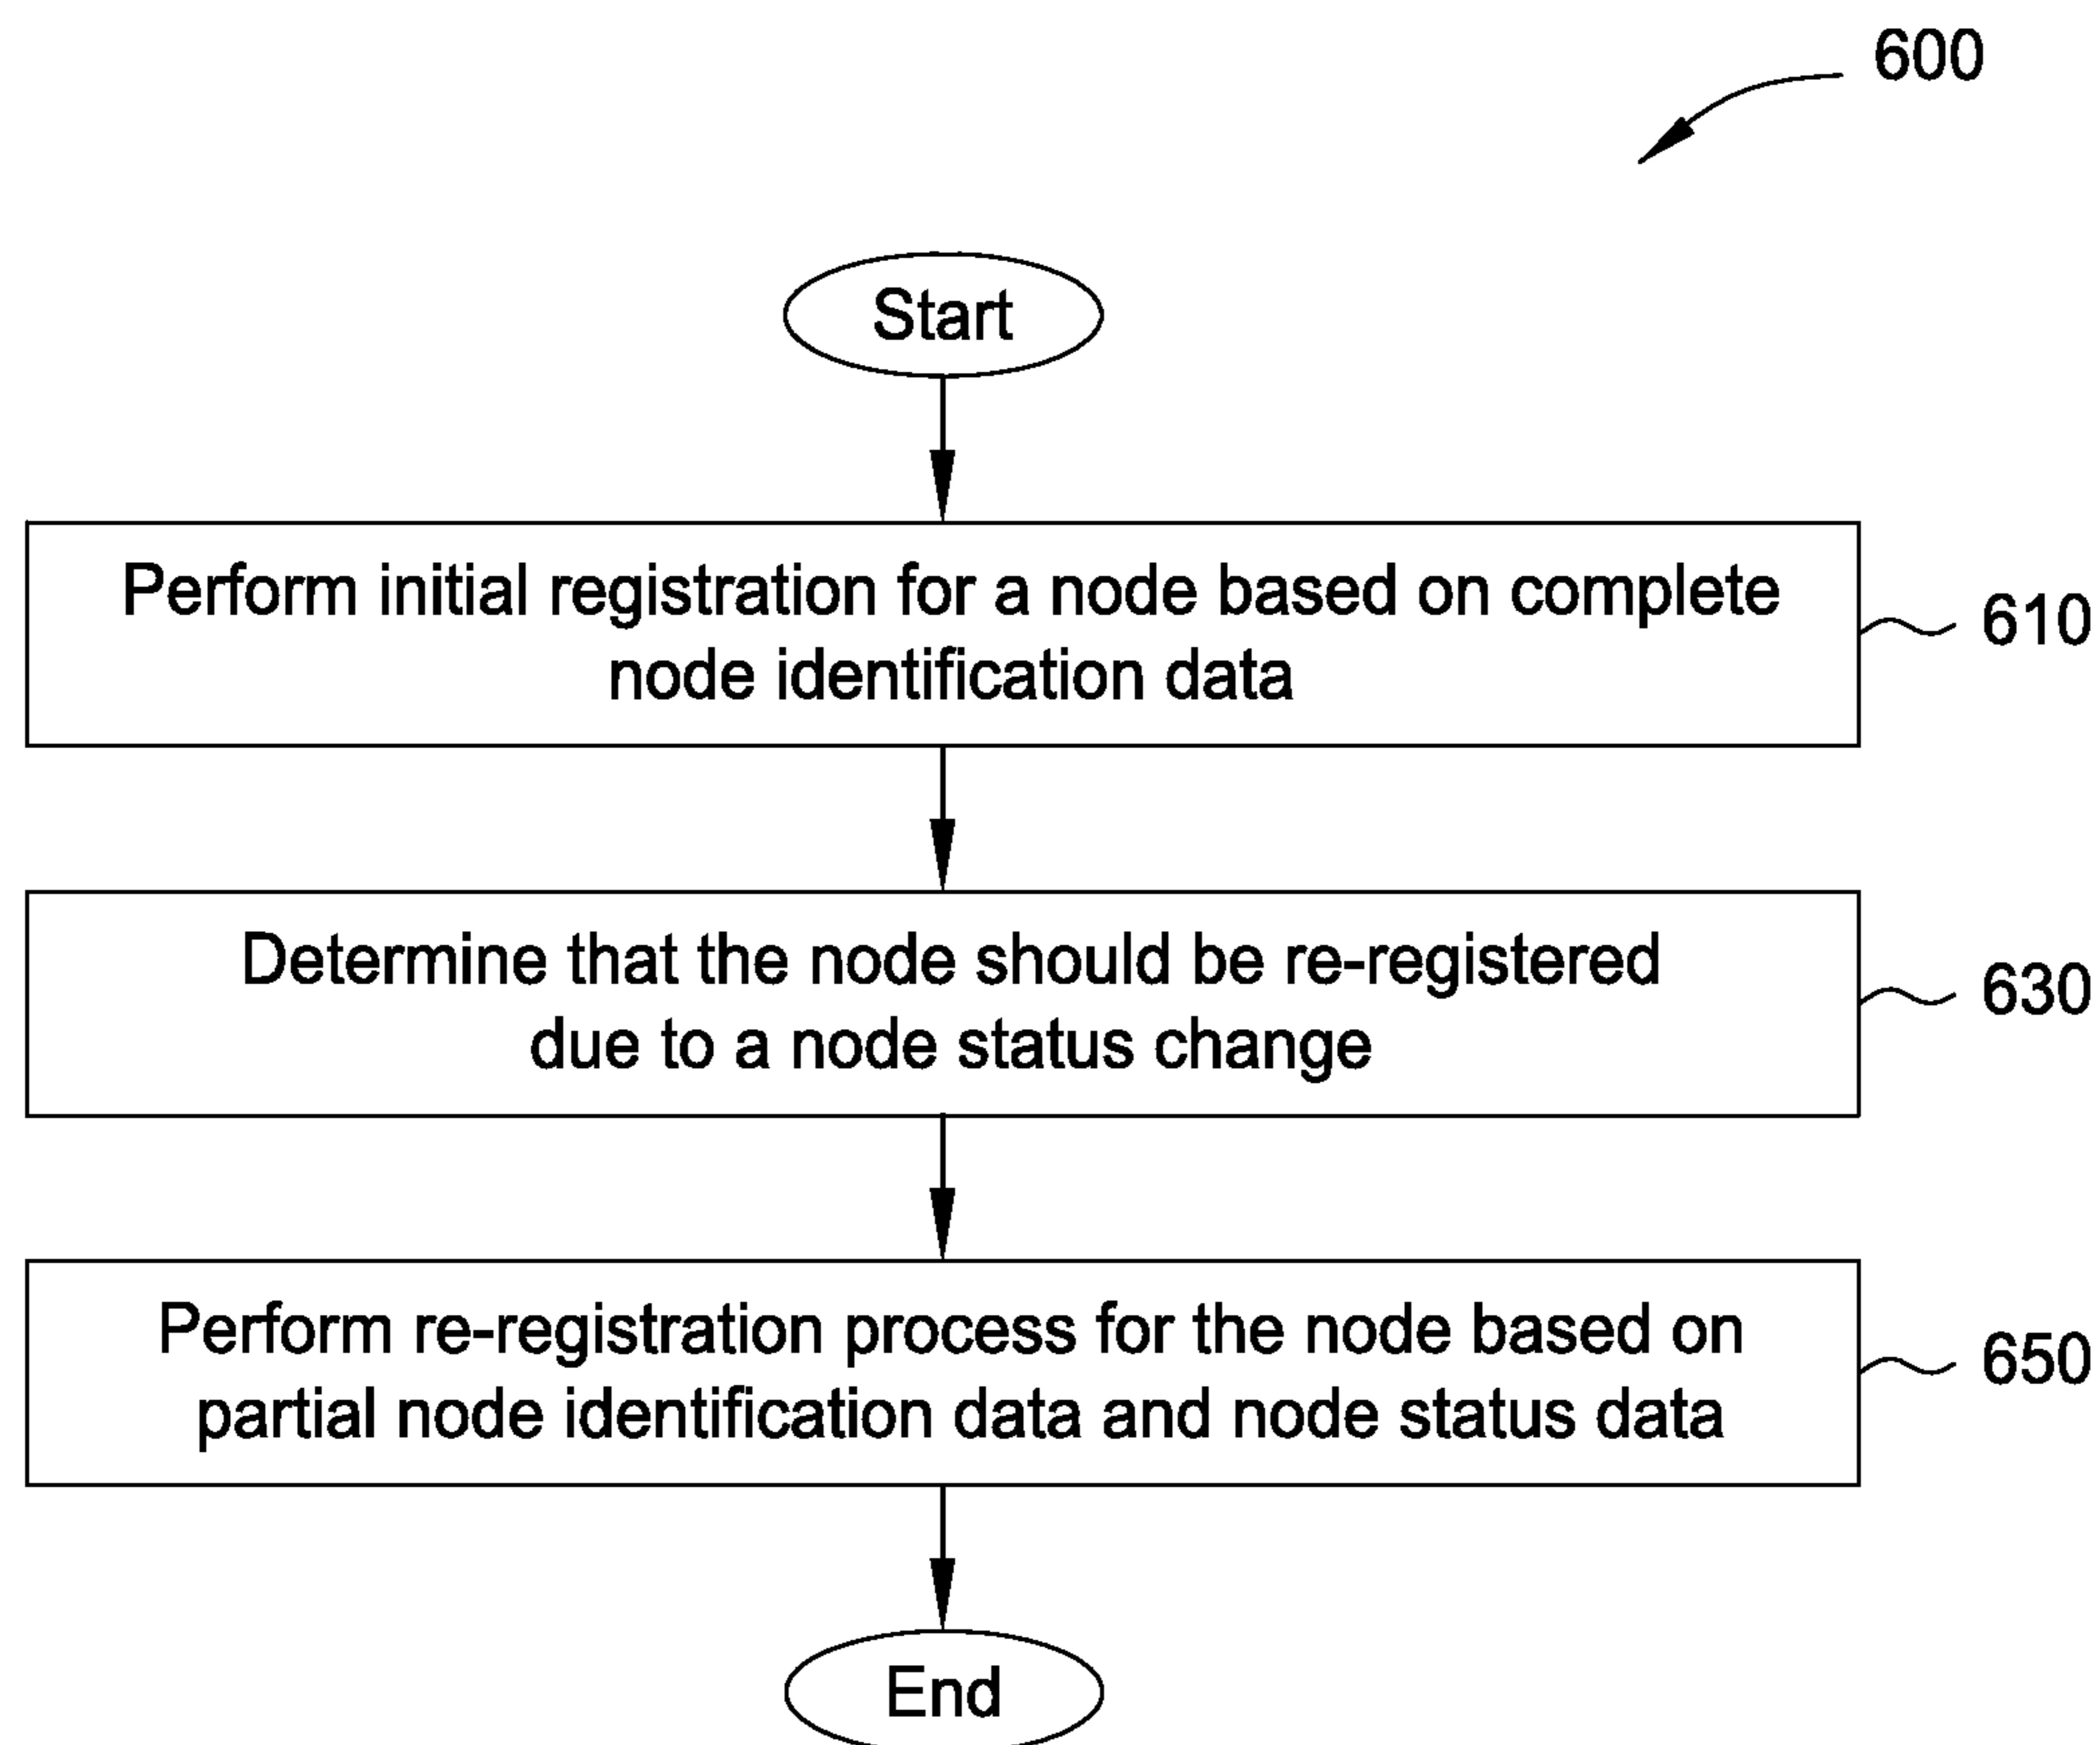 600
Start
Perform initial registration for a node based on complete
node identification data
610
Determine that the node should be re-registered
due to a node status change
630
Perform re-registration process for the node based on
partial node identification data and node status data
650
End